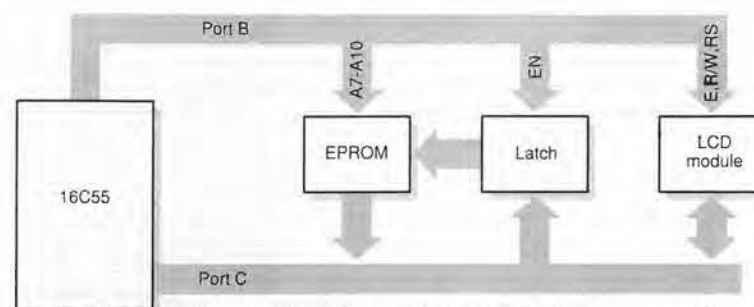 Port B
A7-A10
EN
E,R/W,RS
16C55
EPROM
Latch
LCD
module
Port C